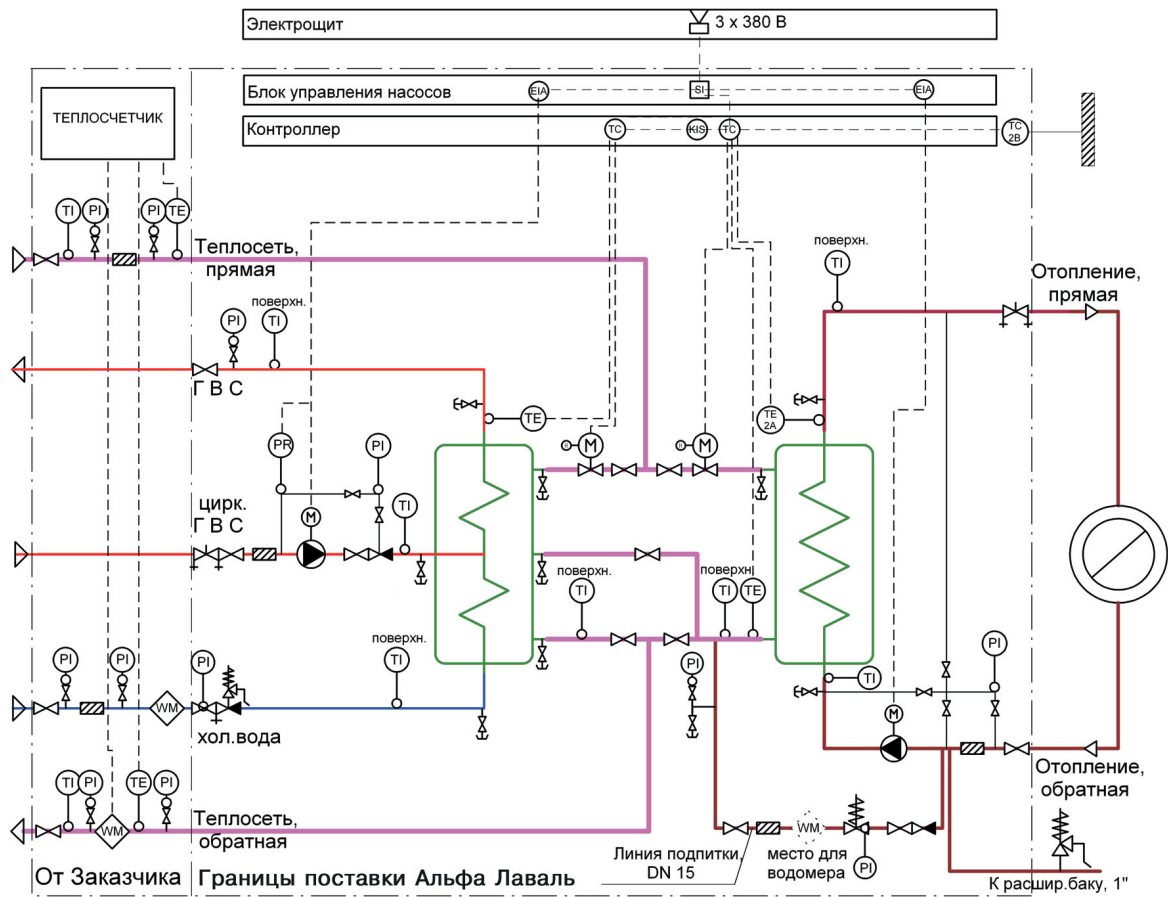 Электрощит
3 x 380 В
Блок управления насосов
EIA
SI
EIA
Контроллер
TC
KIS
TC
TC
2B
ТЕПЛОСЧЕТЧИК
TI
PI
PI
TE
Теплосеть,
прямая
поверхн.
TI
Отопление,
прямая
поверхн.
PI
TI
Г В С
TE
TE
2A
PR
PI
M
M
цирк.
Г В С
M
TI
поверхн.
TI
поверхн.
TI
TE
поверхн.
TI
PI
PI
PI
WM
хол.вода
PI
TI
PI
M
TI
PI
TE
PI
WM
Теплосеть,
обратная
Отопление,
обратная
WM
Линия подпитки,
DN 15
место для
водомера
PI
От Заказчика
Границы поставки Альфа Лаваль
К расшир.баку, 1"